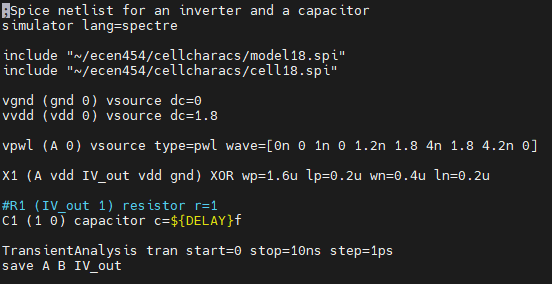 ;Spice netlist for an inverter and a capacitor
simulator lang=spectre
include "~/ecen454/cellcharacs/model18.spi"
include "~/ecen454/cellcharacs/cell18.spi"
vgnd (gnd 0) vsource dc=0
vvdd (vdd 0) vsource dc=1.8
vpwl (A 0) vsource type=pwl wave=[0n 0 1n 0 1.2n 1.8 4n 1.8 4.2n 0]
X1 (A vdd IV_out vdd gnd) XOR wp=1.6u lp=0.2u wn=0.4u ln=0.2u
#R1 (IV_out 1) resistor r=1
C1 (1 0) capacitor c=${DELAY}f
TransientAnalysis tran start=0 stop=10ns step=1ps
save A B IV_out